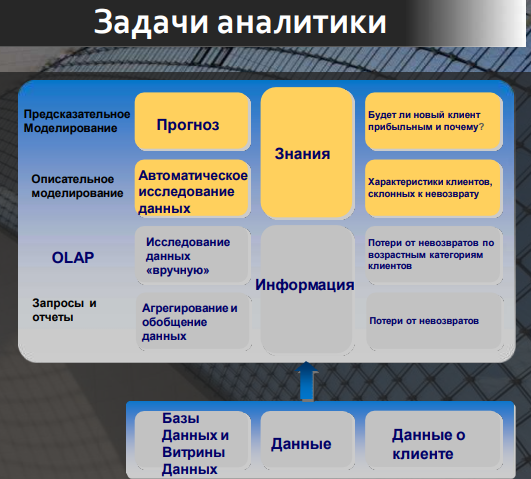 Задачи аналитики
Предсказательное
Моделирование
Прогноз
Знания
Будет ли новый клиент
прибыльным и почему?
Описательное
моделирование
Автоматическое
исследование
данных
Характеристики клиентов,
склонных к невозврату
OLAP
Исследование
данных
«вручную»
Информация
Потери от невозвратов по
возрастным категориям
клиентов
Запросы и
отчеты
Агрегирование и
обобщение
данных
Потери от невозвратов
Базы
Данных и
Витрины
Данных
Данные
Данные о
клиенте